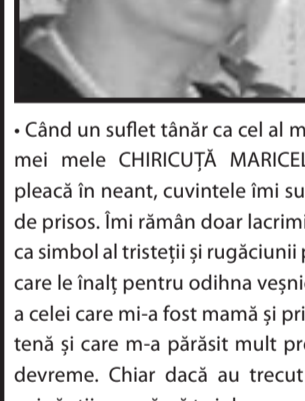 • Când un suflet tânăr ca cel al
mei mele CHIRICUȚĂ
pleacă în neant, cuvintele îmi
de prisos. Îmi rămân doar
ca simbol al tristeții și rugăciunii
care le înalț pentru odihna
a celei care mi-a fost mamă și
tenă și care m-a părăsit mult
devreme. Chiar dacă au trecut